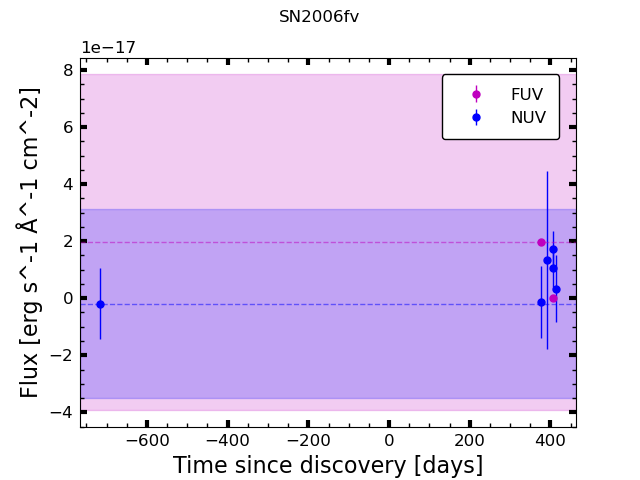 SN2006fv
1e−17
8
6
4
2
0
−2
−4
Flux [erg s^-1 Å^-1 cm^-2]
FUV
NUV
−600
−400
−200
0
200
400
Time since discovery [days]